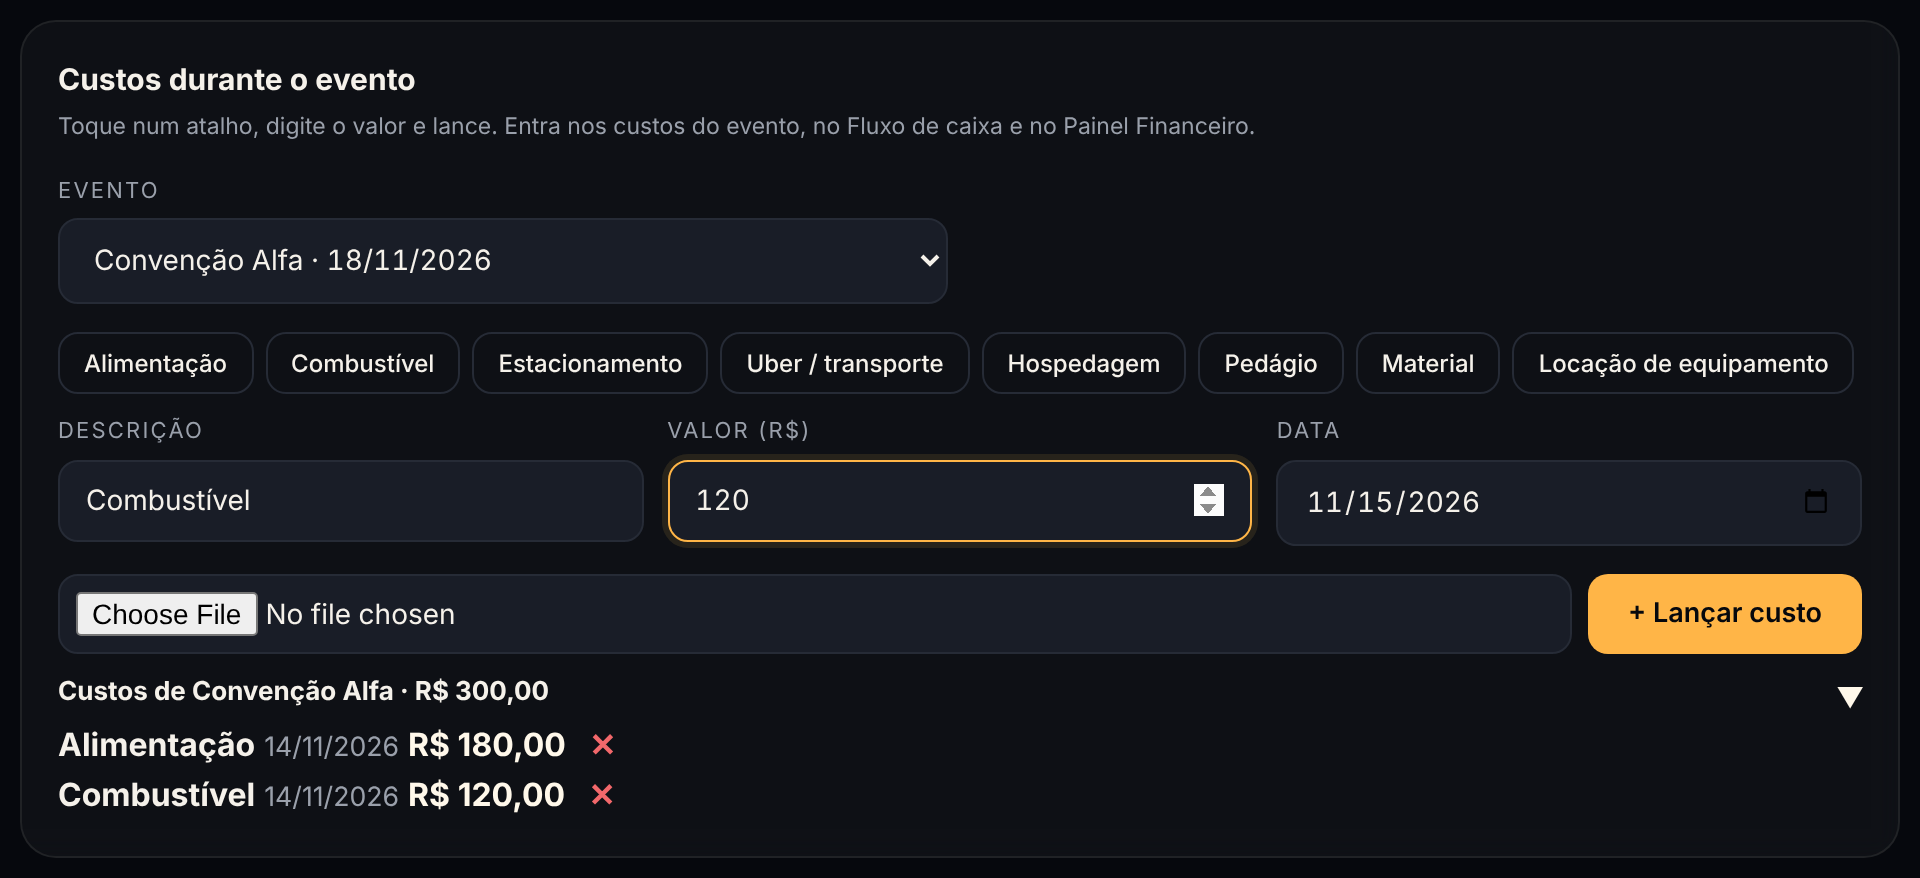 Custos durante o evento
Toque num atalho, digite o valor e lance. Entra nos custos do evento, no Fluxo de caixa e no Painel Financeiro.
EVENTO
Convenção Alfa · 18/11/2026
Alimentação Combustível Estacionamento Uber / transporte Hospedagem Pedágio Material Locação de equipamento
DESCRIÇÃO VALOR (R$) DATA
Combustível 120 11/15/2026
Choose File No file chosen + Lançar custo
Custos de Convenção Alfa · R$ 300,00
Alimentação 14/11/2026 R$ 180,00
Combustível 14/11/2026 R$ 120,00